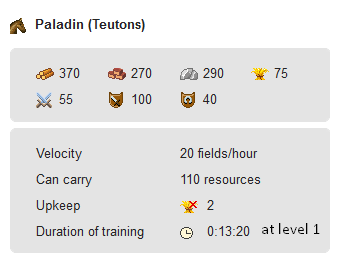 Paladin (Teutons)
370 270 290 75
55 100 40
Velocity 20 fields/hour
Can carry 110 resources
Upkeep 2
Duration of training 0:13:20 at level 1